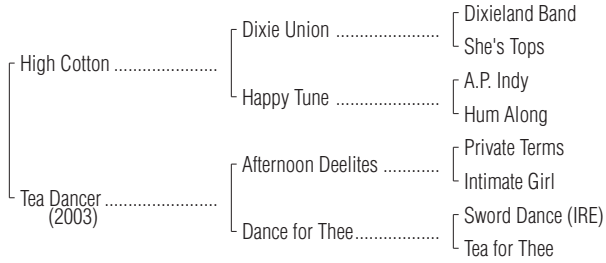 Dixieland Band
Dixie Union ....................
She's Tops
High Cotton ....................
A.P. Indy
Happy Tune ....................
Hum Along
Private Terms
Afternoon Deelites ............
Intimate Girl
Tea Dancer ......................
(2003)
Sword Dance (IRE)
Dance for Thee................
Tea for Thee